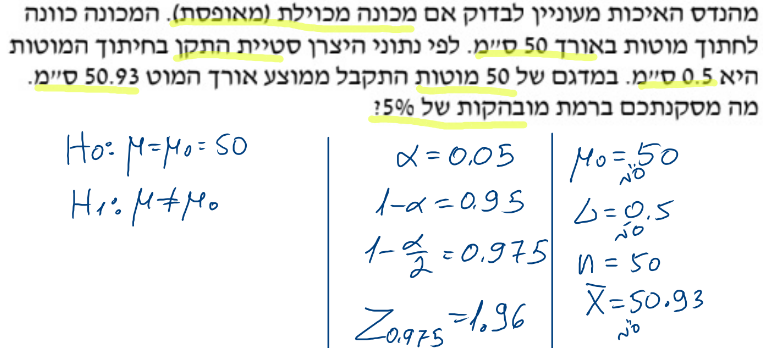 מהנדס האיכות מעוניין לבדוק אם מכונה מכוילת (מאופסת). המכונה כוונה
לחתוך מוטות באורך 50 ס״מ. לפי נתוני היצרן סטיית התקן בחיתוך המוטות
היא 0.5 ס״מ. במדגם של 50 מוטות התקבל ממוצע אורך המוט 50.93 ס״מ.
מה מסקנתכם ברמת מובהקות של 5%?
H₀: μ=μ₀=50
H₁: μ≠μ₀
α=0.05
1-α=0.95
1-α/2=0.975
Z₀.₉₇₅=1.96
μ₀=50 ס״מ
σ=0.5 ס״מ
n=50
X̄=50.93 ס״מ